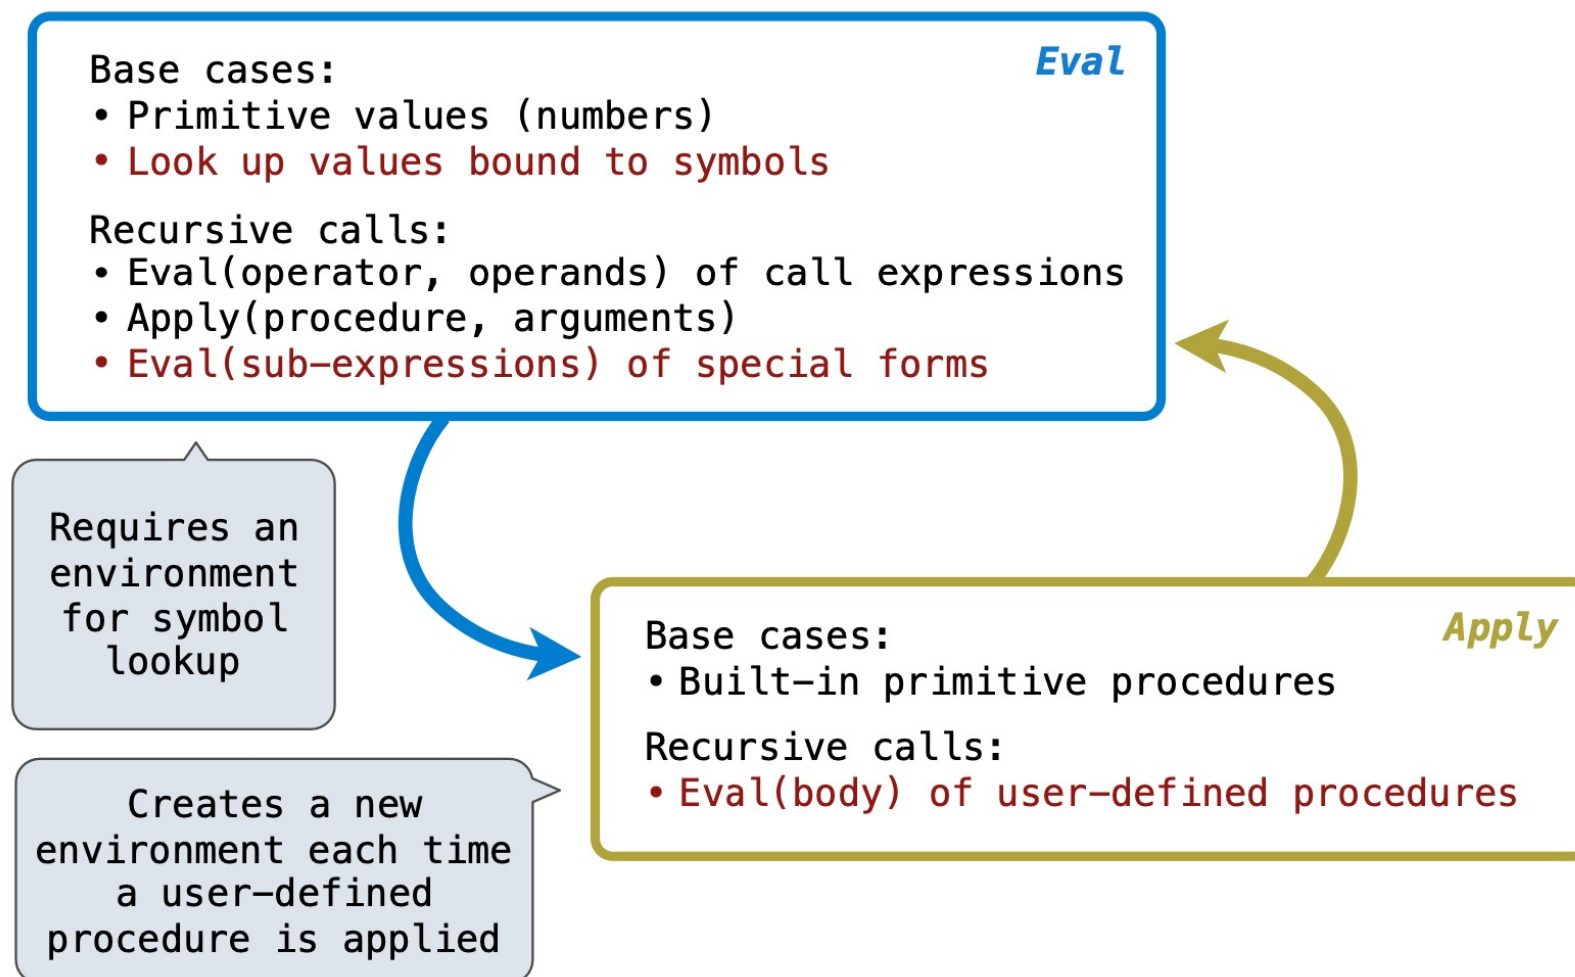 Eval
Base cases:
• Primitive values (numbers)
• Look up values bound to symbols
Recursive calls:
• Eval(operator, operands) of call expressions
• Apply(procedure, arguments)
• Eval(sub-expressions) of special forms
Requires an
environment
for symbol
lookup
Apply
Base cases:
• Built-in primitive procedures
Recursive calls:
• Eval(body) of user-defined procedures
Creates a new
environment each time
a user-defined
procedure is applied